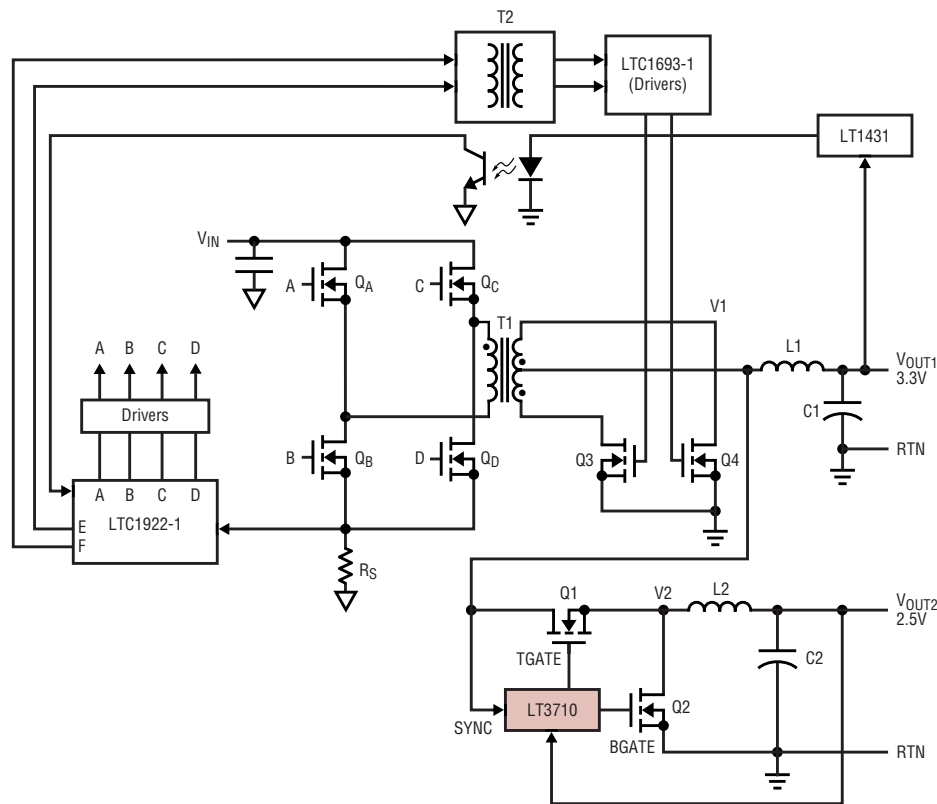 T2
LTC1693-1
(Drivers)
LT1431
VIN
A
QA
C
QC
T1
V1
L1
VOUT1
3.3V
A B C D
Drivers
C1
B
QB
D
QD
Q3
Q4
RTN
A B C D
E
F
LTC1922-1
RS
Q1
V2
L2
VOUT2
2.5V
TGATE
C2
LT3710
Q2
SYNC
BGATE
RTN